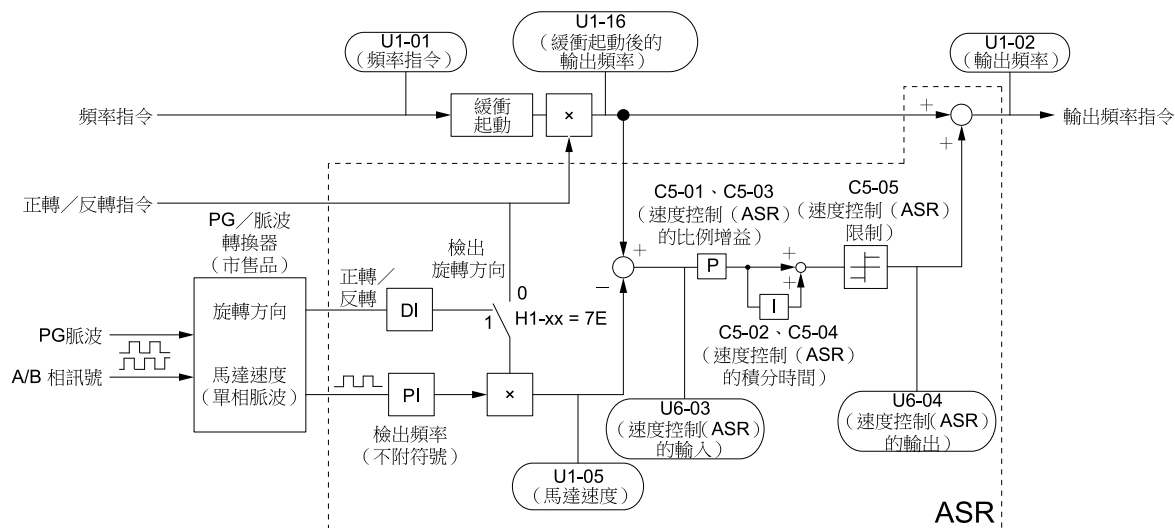 U1-01
（頻率指令）
U1-16
（緩衝起動後的
輸出頻率）
U1-02
（輸出頻率）
頻率指令
緩衝
起動
×
+
+
輸出頻率指令
正轉／反轉指令
PG／脈波
轉換器
（市售品）
檢出
旋轉方向
C5-01、C5-03
（速度控制（ASR）
的比例增益）
C5-05
（速度控制（ASR）
限制）
旋轉方向
正轉／
反轉
DI
0
1
H1-xx = 7E
+
−
P
+
+
I
C5-02、C5-04
（速度控制（ASR）
的積分時間）
PG脈波
A/B 相訊號
馬達速度
（單相脈波）
PI
×
檢出頻率
（不附符號）
U1-05
（馬達速度）
U6-03
（速度控制（ASR）
的輸入）
U6-04
（速度控制（ASR）
的輸出）
ASR